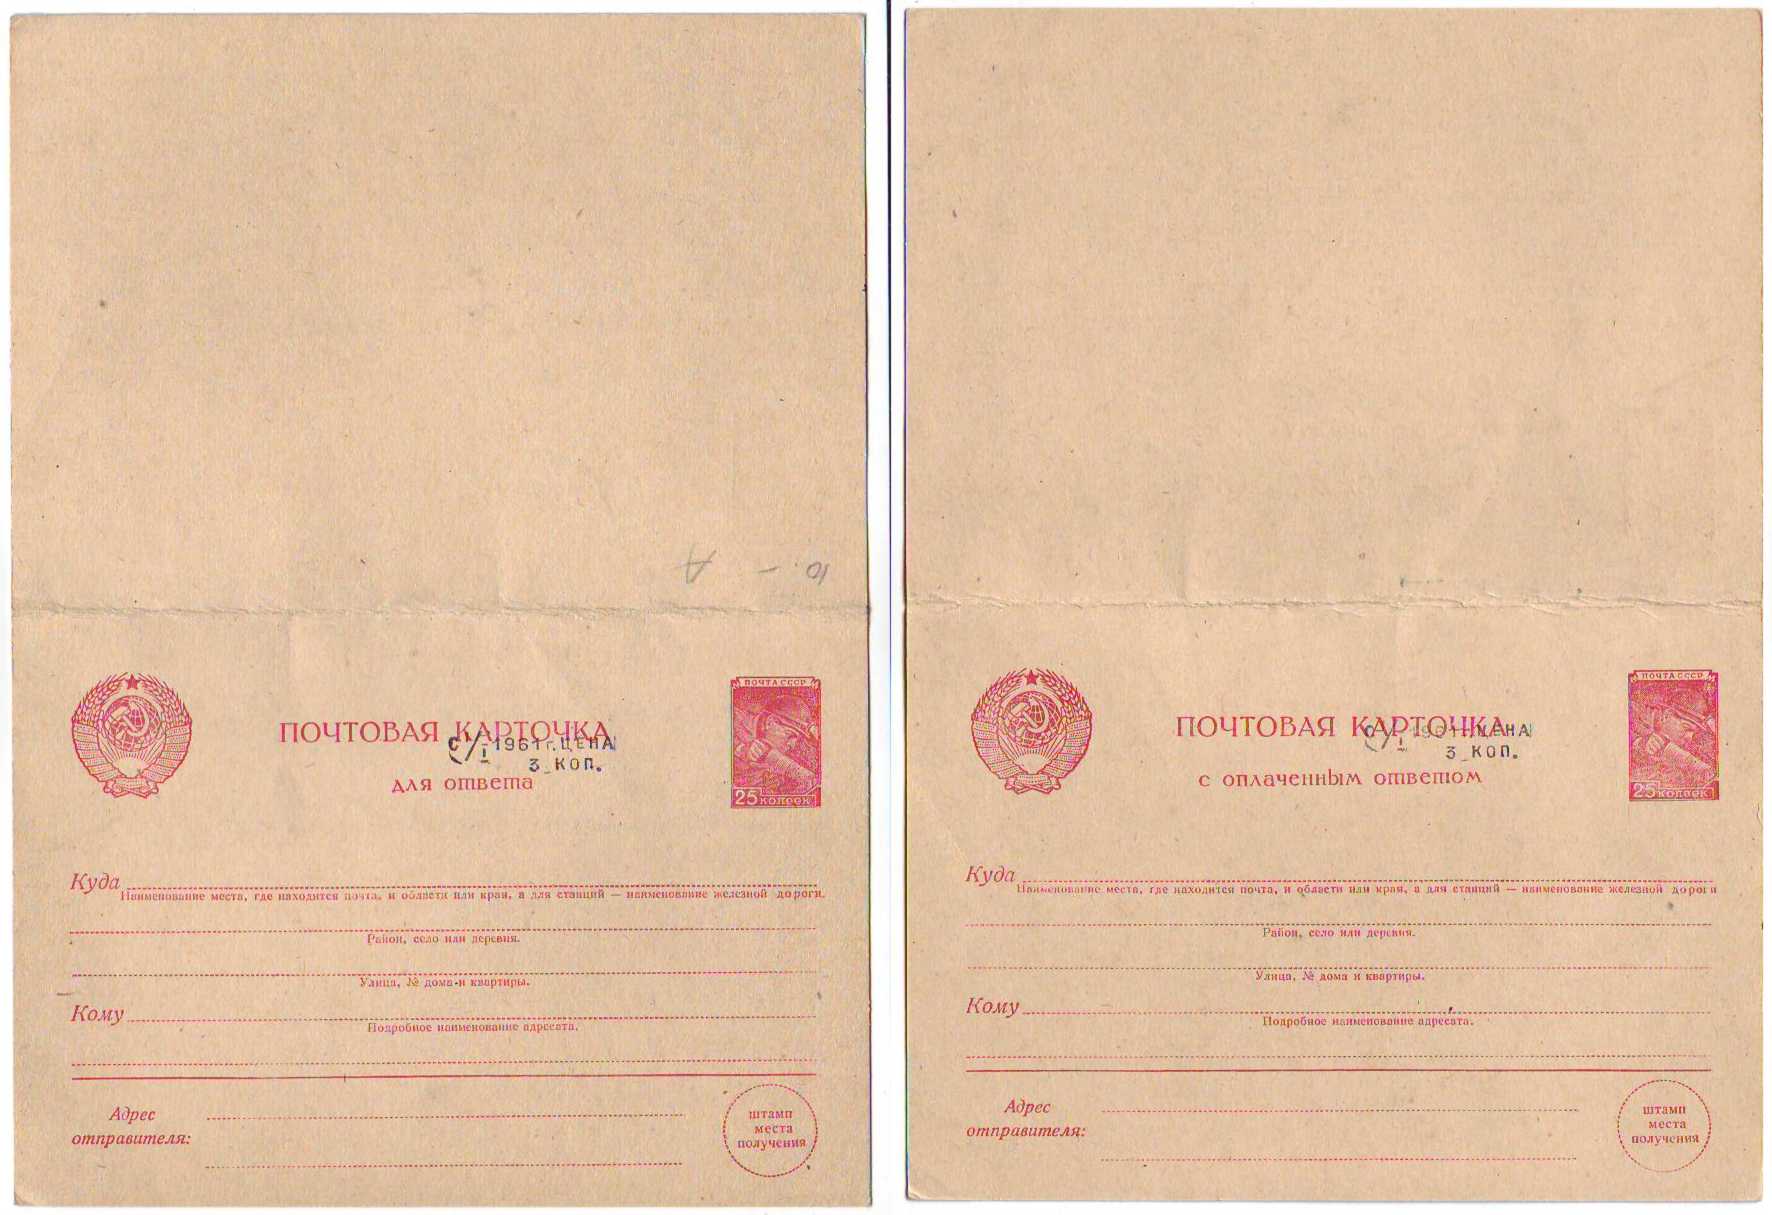 10. — A
ПОЧТА СССР
ПОЧТОВАЯ КАРТОЧКА
С 1/I 1961 г. ЦЕНА
3 КОП.
для ответа
25 КОПЕЕК
Куда
Наименование места, где находится почта, и области или края, а для станций — наименование железной дороги.
Район, село или деревня.
Улица, № дома и квартиры.
Кому
Подробное наименование адресата.
Адрес
отправителя:
штамп
места
получения
ПОЧТА СССР
ПОЧТОВАЯ КАРТОЧКА
С 1/I 1961 г. ЦЕНА
3 КОП.
с оплаченным ответом
25 КОПЕЕК
Куда
Наименование места, где находится почта, и области или края, а для станций — наименование железной дороги
Район, село или деревня.
Улица, № дома и квартиры.
Кому
Подробное наименование адресата.
Адрес
отправителя:
штамп
места
получения